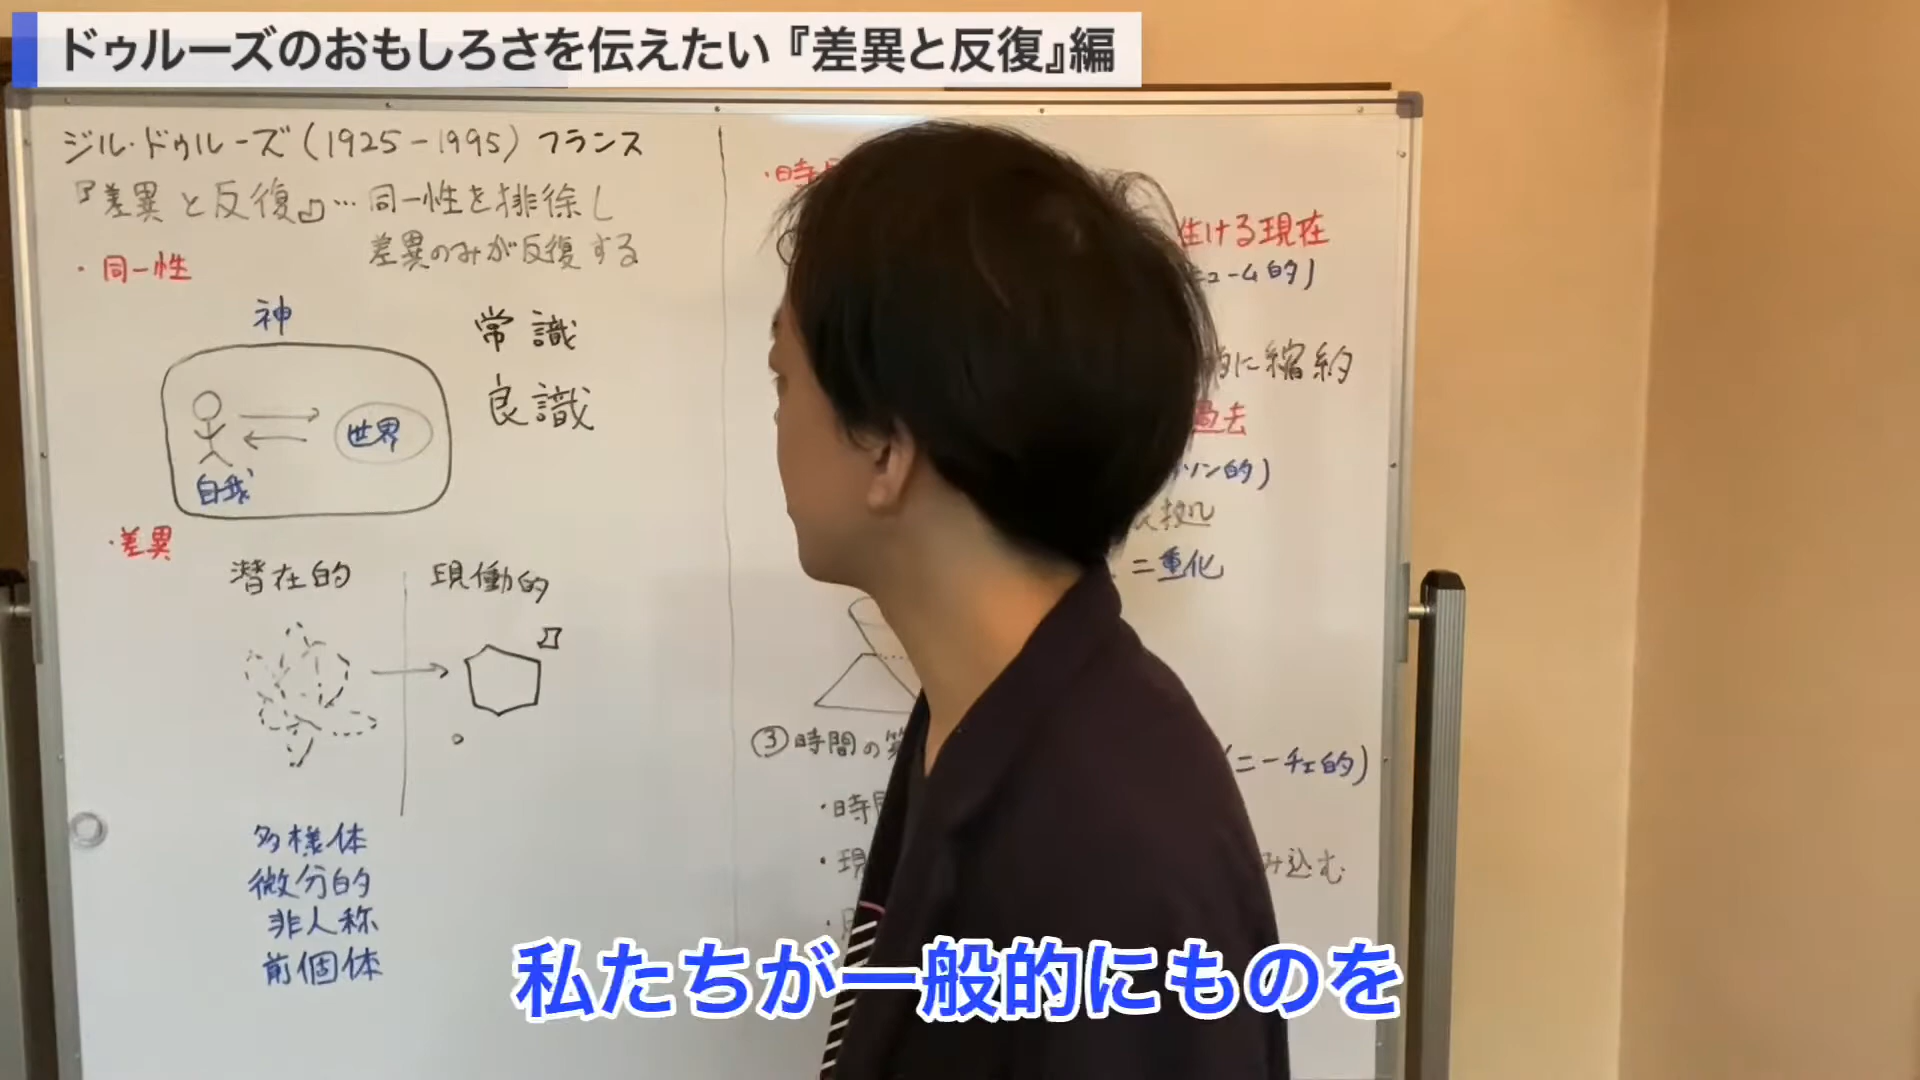 ドゥルーズのおもしろさを伝えたい『差異と反復』編
ジル・ドゥルーズ(1925-1995)フランス
『差異と反復』… 同一性を排除し
差異のみが反復する
・同一性
神
常識
良識
世界
自我
・差異
潜在的
現働的
多様体
微分的
非人称
前個体
・時
生ける現在
ューム的)
に縮約
過去
ソン的)
二重化
③時間の第
(ニーチェ的)
・時間
・現
み込む
私たちが一般的にものを